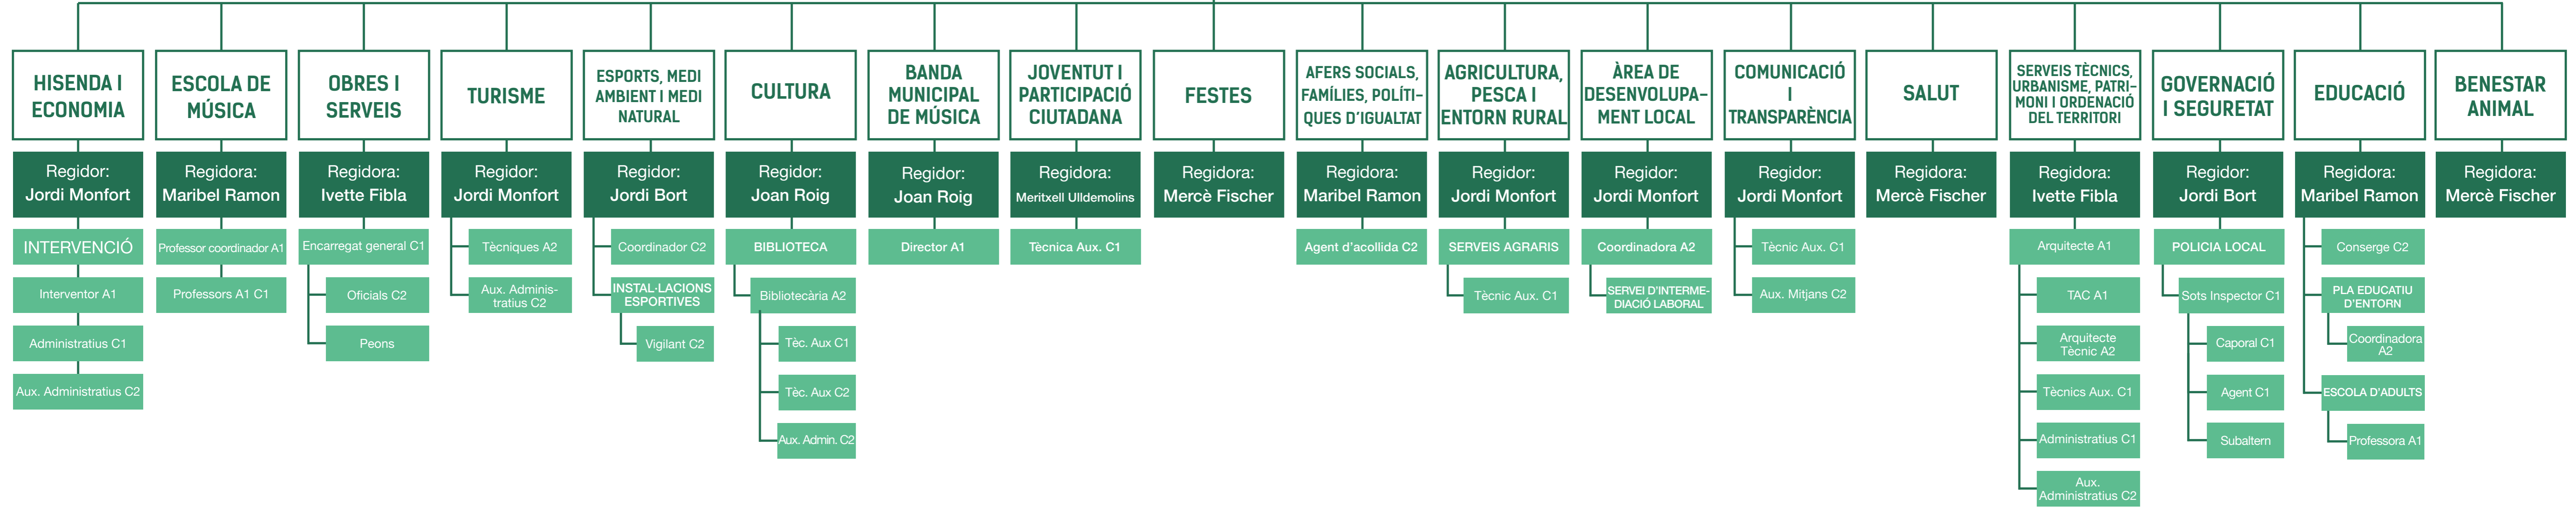 HISENDA I
ECONOMIA
Regidor:
Jordi Monfort
INTERVENCIÓ
Interventor A1
Administratius C1
Aux. Administratius C2
ESCOLA DE
MÚSICA
Regidora:
Maribel Ramon
Professor coordinador A1
Professors A1 C1
OBRES I
SERVEIS
Regidora:
Ivette Fibla
Encarregat general C1
Oficials C2
Peons
TURISME
Regidor:
Jordi Monfort
Tècniques A2
Aux. Adminis-
tratius C2
ESPORTS, MEDI
AMBIENT I MEDI
NATURAL
Regidor:
Jordi Bort
Coordinador C2
INSTAL·LACIONS
ESPORTIVES
Vigilant C2
CULTURA
Regidor:
Joan Roig
BIBLIOTECA
Bibliotecària A2
Tèc. Aux C1
Tèc. Aux C2
Aux. Admin. C2
BANDA
MUNICIPAL
DE MÚSICA
Regidor:
Joan Roig
Director A1
JOVENTUT I
PARTICIPACIÓ
CIUTADANA
Regidora:
Meritxell Ulldemolins
Tècnica Aux. C1
FESTES
Regidora:
Mercè Fischer
AFERS SOCIALS,
FAMÍLIES, POLÍTI-
QUES D'IGUALTAT
Regidora:
Maribel Ramon
Agent d'acollida C2
AGRICULTURA,
PESCA I
ENTORN RURAL
Regidora:
Jordi Monfort
SERVEIS AGRARIS
Tècnic Aux. C1
ÀREA DE
DESENVOLUPA-
MENT LOCAL
Regidor:
Jordi Monfort
Coordinadora A2
SERVEI D'INTERME-
DIACIÓ LABORAL
COMUNICACIÓ
I
TRANSPARÈNCIA
Regidora:
Jordi Monfort
Tècnic Aux. C1
Aux. Mitjans C2
SALUT
Regidora:
Mercè Fischer
SERVEIS TÈCNICS,
URBANISME, PATRI-
MONI I ORDENACIÓ
DEL TERRITORI
Regidora:
Ivette Fibla
Arquitecte A1
TAC A1
Arquitecte
Tècnic A2
Tècnics Aux. C1
Administratius C1
Aux.
Administratius C2
GOVERNACIÓ
I SEGURETAT
Regidor:
Jordi Bort
POLICIA LOCAL
Sots Inspector C1
Caporal C1
Agent C1
Subaltern
EDUCACIÓ
Regidora:
Maribel Ramon
Conserge C2
PLA EDUCATIU
D'ENTORN
Coordinadora
A2
ESCOLA D'ADULTS
Professora A1
BENESTAR
ANIMAL
Regidora:
Mercè Fischer